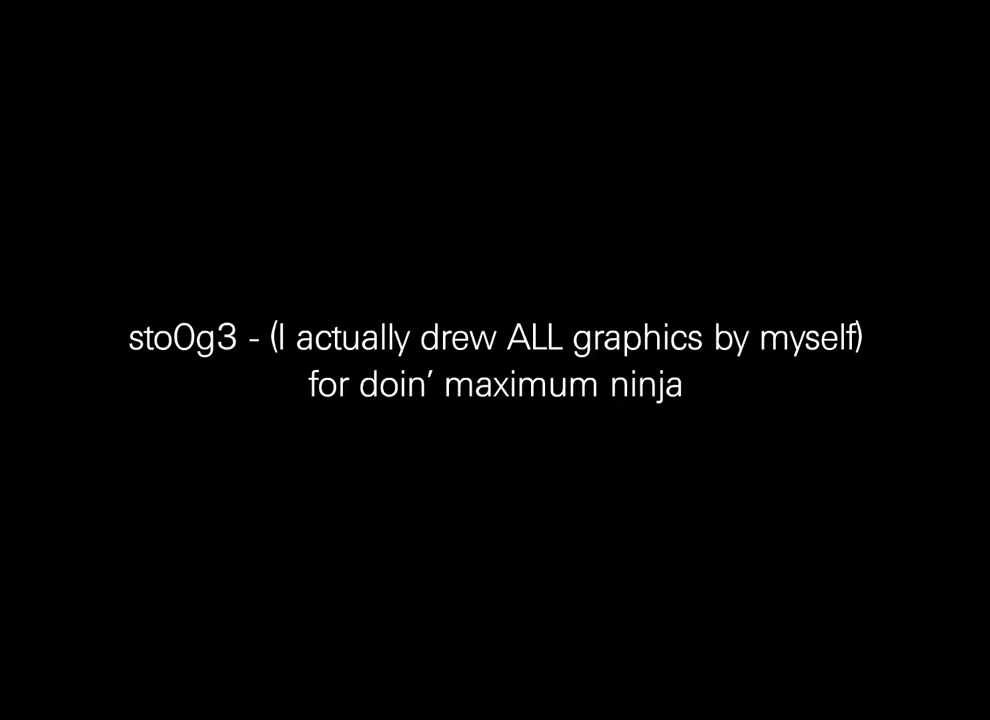 sto0g3 - (I actually drew ALL graphics by myself)
for doin’ maximum ninja